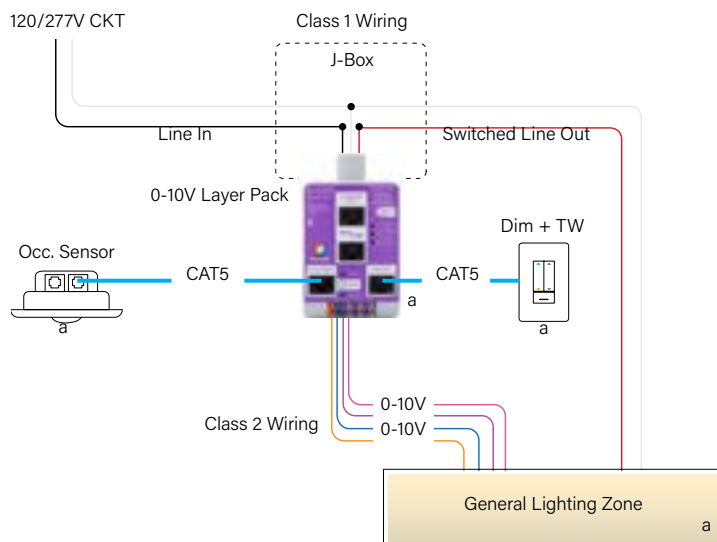 120/277V CKT
Class 1 Wiring
J-Box
Line In
Switched Line Out
0-10V Layer Pack
Occ. Sensor
Dim + TW
CAT5
CAT5
a
a
a
0-10V
Class 2 Wiring
0-10V
General Lighting Zone
a